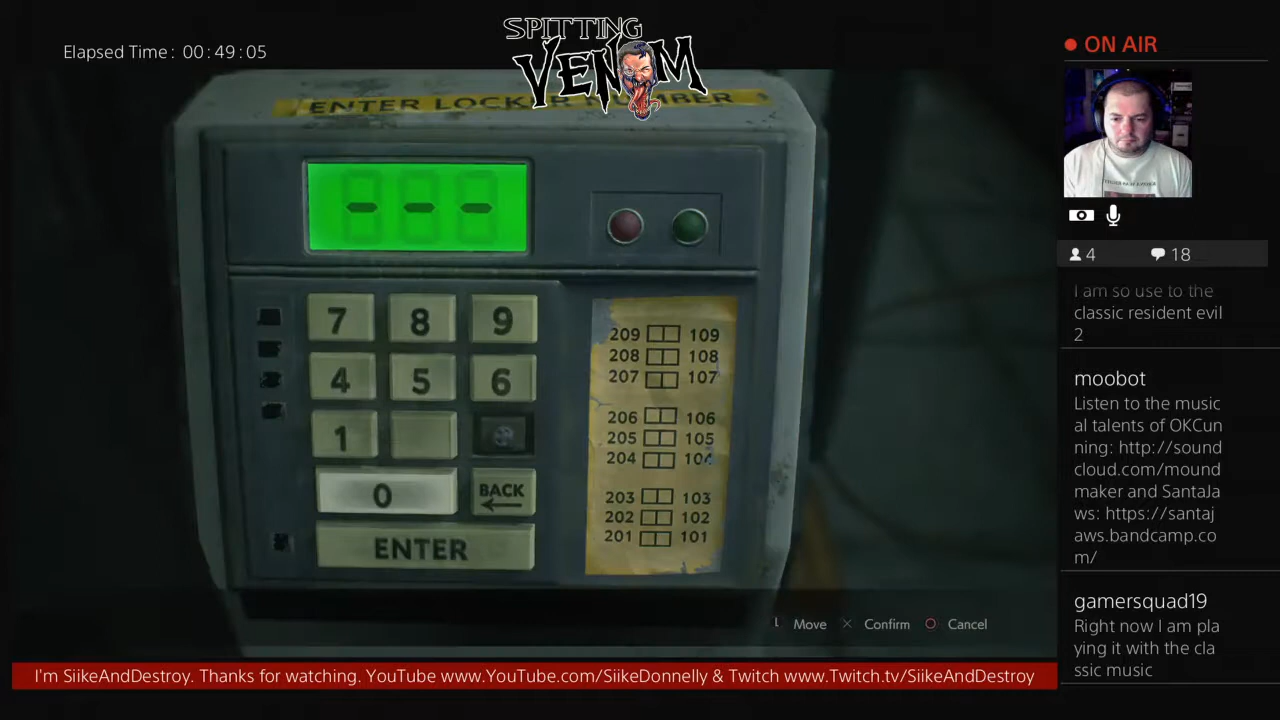 SPITTING
VENOM
Elapsed Time: 00:49:05
ON AIR
ENTER LOCKER NUMBER
- - -
7 8 9
4 5 6
1
0 BACK
ENTER
209 109
208 108
207 107
206 106
205 105
204 104
203 103
202 102
201 101
Move Confirm Cancel
4 18
I am so use to the
classic resident evil
2
moobot
Listen to the music
al talents of OKCun
ning: http://sound
cloud.com/mound
maker and SantaJa
ws: https://santaj
aws.bandcamp.co
m/
gamersquad19
Right now I am pla
ying it with the cla
ssic music
I'm SiikeAndDestroy. Thanks for watching. YouTube www.YouTube.com/SiikeDonnelly & Twitch www.Twitch.tv/SiikeAndDestroy